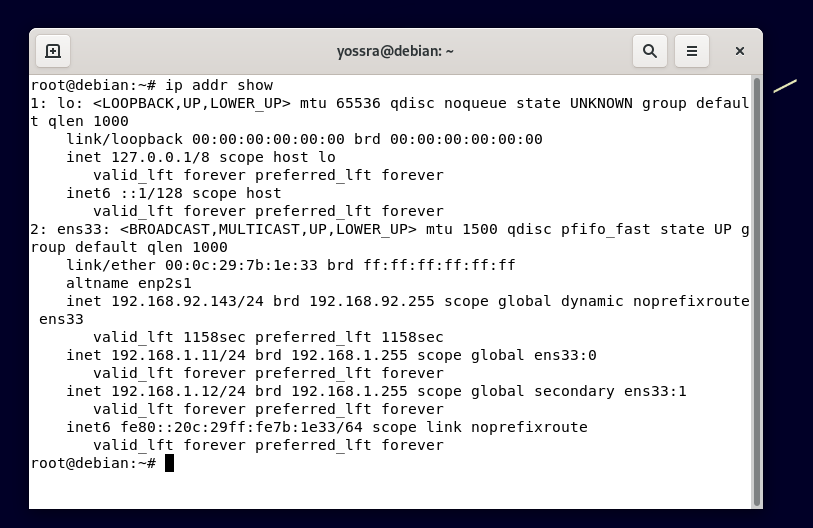 yossra@debian: ~
root@debian:~# ip addr show
1: lo: <LOOPBACK,UP,LOWER_UP> mtu 65536 qdisc noqueue state UNKNOWN group defaul
t qlen 1000
    link/loopback 00:00:00:00:00:00 brd 00:00:00:00:00:00
    inet 127.0.0.1/8 scope host lo
       valid_lft forever preferred_lft forever
    inet6 ::1/128 scope host
       valid_lft forever preferred_lft forever
2: ens33: <BROADCAST,MULTICAST,UP,LOWER_UP> mtu 1500 qdisc pfifo_fast state UP g
roup default qlen 1000
    link/ether 00:0c:29:7b:1e:33 brd ff:ff:ff:ff:ff:ff
    altname enp2s1
    inet 192.168.92.143/24 brd 192.168.92.255 scope global dynamic noprefixroute
 ens33
       valid_lft 1158sec preferred_lft 1158sec
    inet 192.168.1.11/24 brd 192.168.1.255 scope global ens33:0
       valid_lft forever preferred_lft forever
    inet 192.168.1.12/24 brd 192.168.1.255 scope global secondary ens33:1
       valid_lft forever preferred_lft forever
    inet6 fe80::20c:29ff:fe7b:1e33/64 scope link noprefixroute
       valid_lft forever preferred_lft forever
root@debian:~#